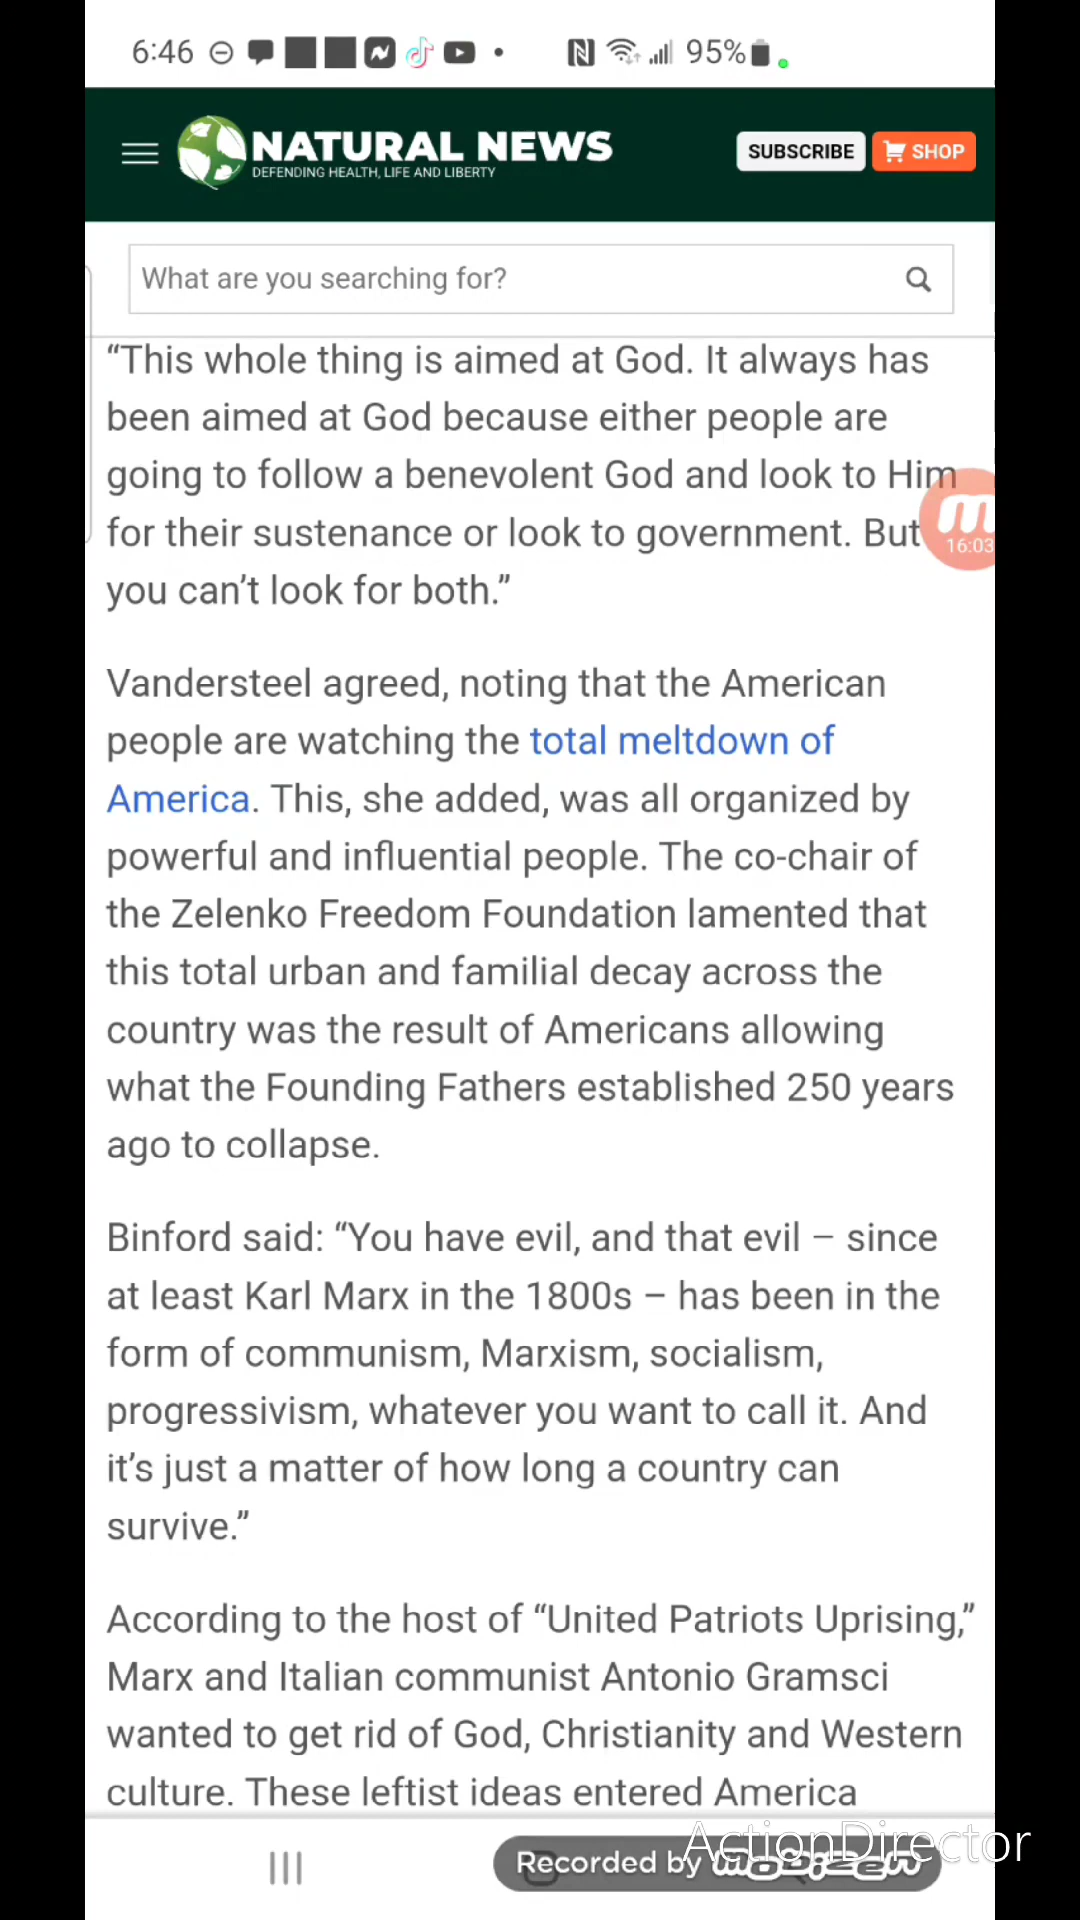 6:46 95%
NATURAL NEWS
DEFENDING HEALTH, LIFE AND LIBERTY
SUBSCRIBE
SHOP
What are you searching for?
“This whole thing is aimed at God. It always has
been aimed at God because either people are
going to follow a benevolent God and look to Him
for their sustenance or look to government. But
you can’t look for both.”
16:03
Vandersteel agreed, noting that the American
people are watching the total meltdown of
America. This, she added, was all organized by
powerful and influential people. The co-chair of
the Zelenko Freedom Foundation lamented that
this total urban and familial decay across the
country was the result of Americans allowing
what the Founding Fathers established 250 years
ago to collapse.
Binford said: “You have evil, and that evil – since
at least Karl Marx in the 1800s – has been in the
form of communism, Marxism, socialism,
progressivism, whatever you want to call it. And
it’s just a matter of how long a country can
survive.”
According to the host of “United Patriots Uprising,”
Marx and Italian communist Antonio Gramsci
wanted to get rid of God, Christianity and Western
culture. These leftist ideas entered America
ActionDirector
Recorded by mobizen